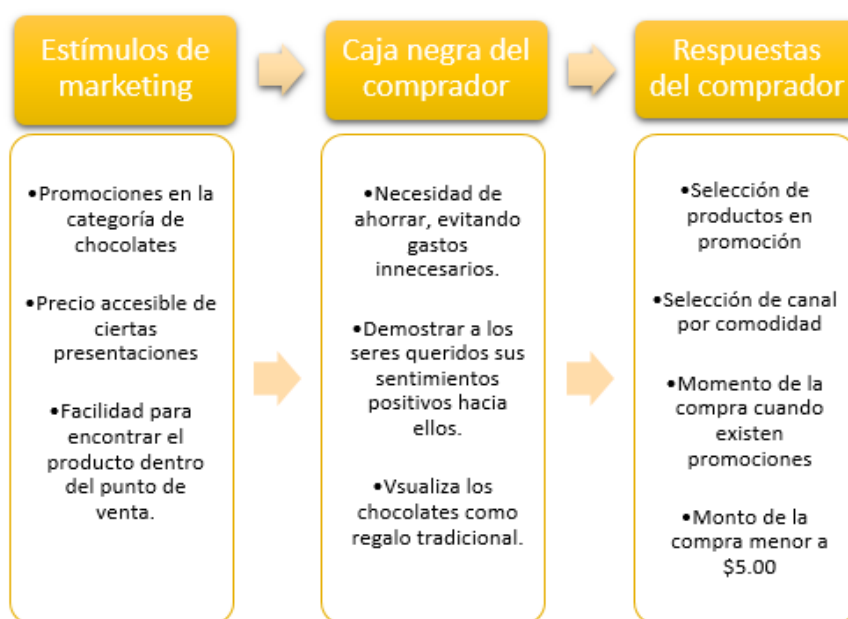 Estímulos de
marketing
Caja negra del
comprador
Respuestas
del comprador
•Promociones en la
categoría de
chocolates
•Precio accesible de
ciertas
presentaciones
•Facilidad para
encontrar el
producto dentro
del punto de
venta.
•Necesidad de
ahorrar, evitando
gastos
innecesarios.
•Demostrar a los
seres queridos sus
sentimientos
positivos hacia
ellos.
•Vsualiza los
chocolates como
regalo tradicional.
•Selección de
productos en
promoción
•Selección de canal
por comodidad
•Momento de la
compra cuando
existen
promociones
•Monto de la
compra menor a
$5.00